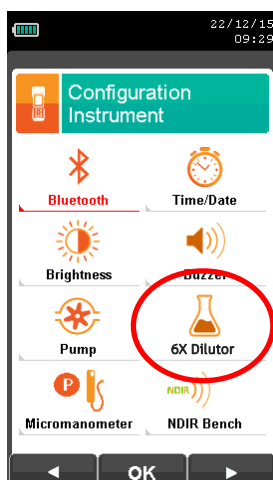 22/12/15
09:29
Configuration
Instrument
Bluetooth
Time/Date
Brightness
Buzzer
Pump
6X Dilutor
P
NDIR
Micromanometer
NDIR Bench
OK